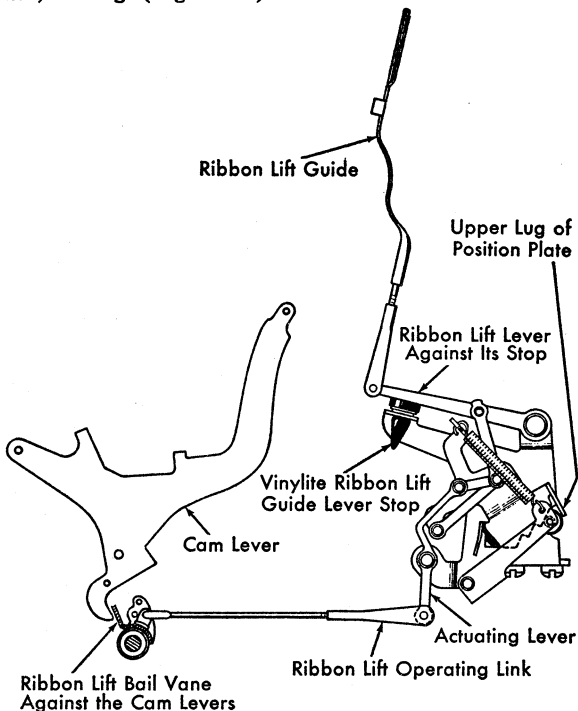 Ribbon Lift Guide
Upper Lug of
Position Plate
Ribbon Lift Lever
Against Its Stop
Vinylite Ribbon Lift
Guide Lever Stop
Cam Lever
Actuating Lever
Ribbon Lift Operating Link
Ribbon Lift Bail Vane
Against the Cam Levers